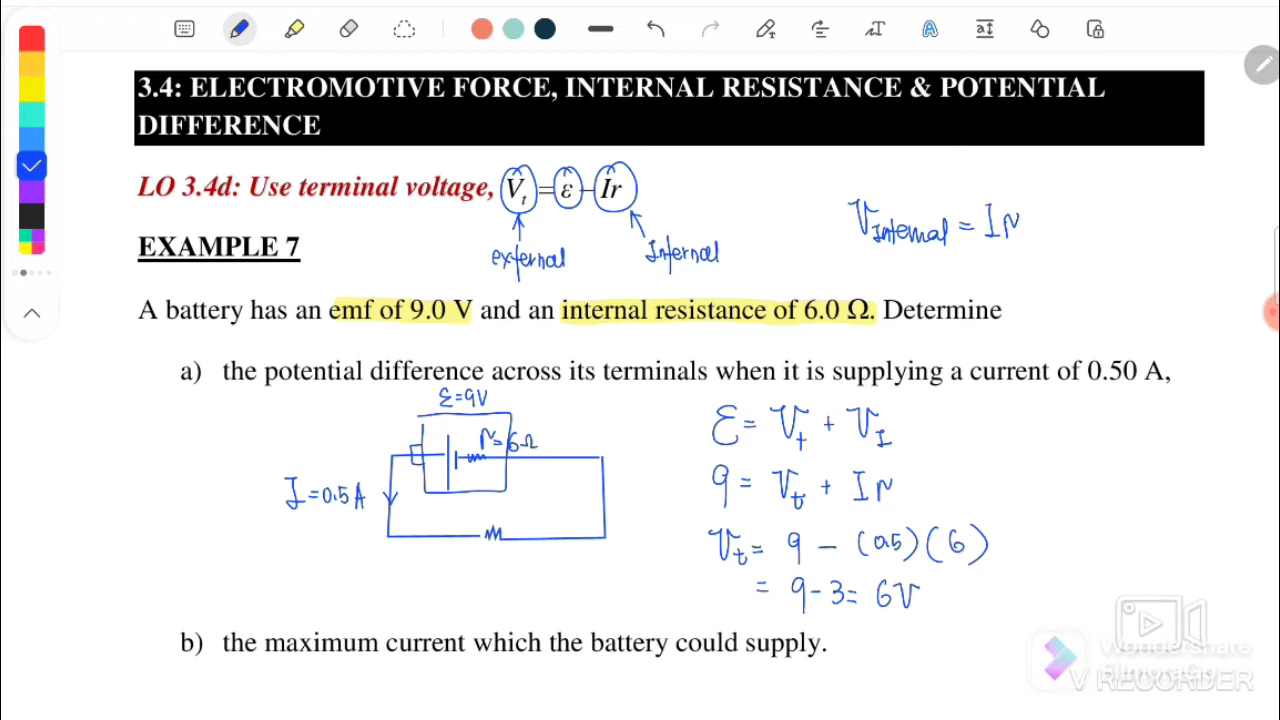 3.4: ELECTROMOTIVE FORCE, INTERNAL RESISTANCE & POTENTIAL
DIFFERENCE
LO 3.4d: Use terminal voltage, Vt = ε – Ir
external
Internal
VInternal = Ir
EXAMPLE 7
A battery has an emf of 9.0 V and an internal resistance of 6.0 Ω. Determine
a) the potential difference across its terminals when it is supplying a current of 0.50 A,
ε=9V
r=6Ω
I=0.5A
ε = Vt + VI
9 = Vt + Ir
Vt = 9 – (0.5)(6)
= 9-3= 6V
b) the maximum current which the battery could supply.
Wondershare
FilmoraGo
V RECORDER